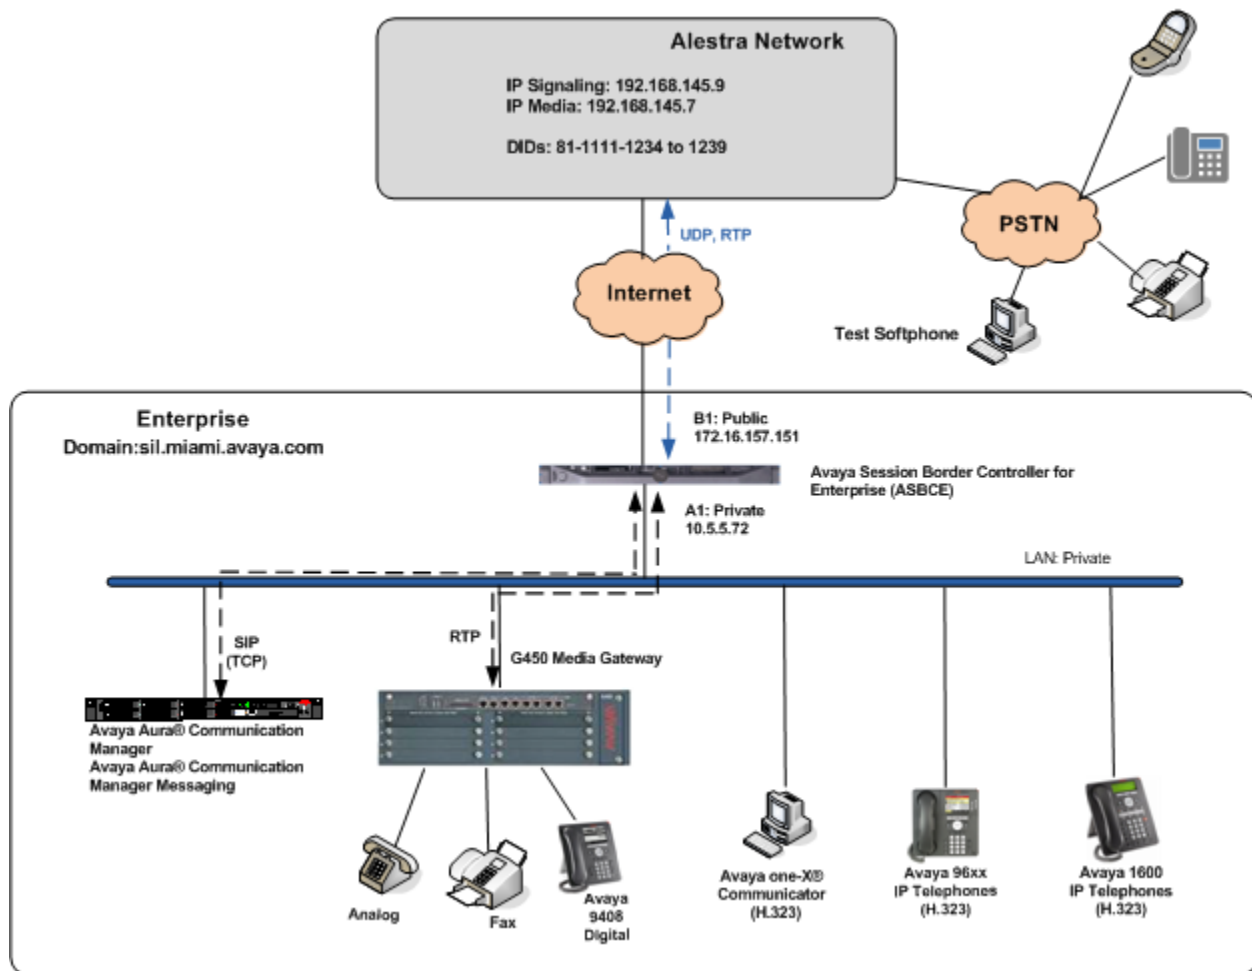 Alestra Network
IP Signaling: 192.168.145.9
IP Media: 192.168.145.7
DIDs: 81-1111-1234 to 1239
UDP, RTP
PSTN
Internet
Test Softphone
Enterprise
Domain:sil.miami.avaya.com
B1: Public
172.16.157.151
Avaya Session Border Controller for
Enterprise (ASBCE)
A1: Private
10.5.5.72
LAN: Private
SIP
(TCP)
RTP
G450 Media Gateway
AVAYA
Avaya Aura® Communication
Manager
Avaya Aura® Communication
Manager Messaging
Analog
Fax
Avaya
9408
Digital
Avaya one-X®
Communicator
(H.323)
Avaya 96xx
IP Telephones
(H.323)
Avaya 1600
IP Telephones
(H.323)